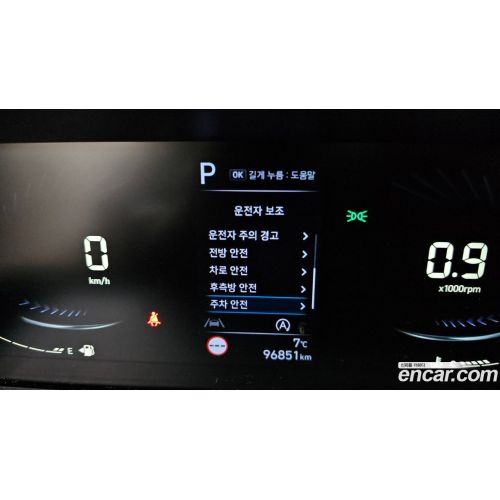 P OK 길게 누름 : 도움말
운전자 보조
운전자 주의 경고
전방 안전
차로 안전
후측방 안전
주차 안전
0
km/h
0.9
x1000rpm
E
A
7°C
96851 km
encar.com